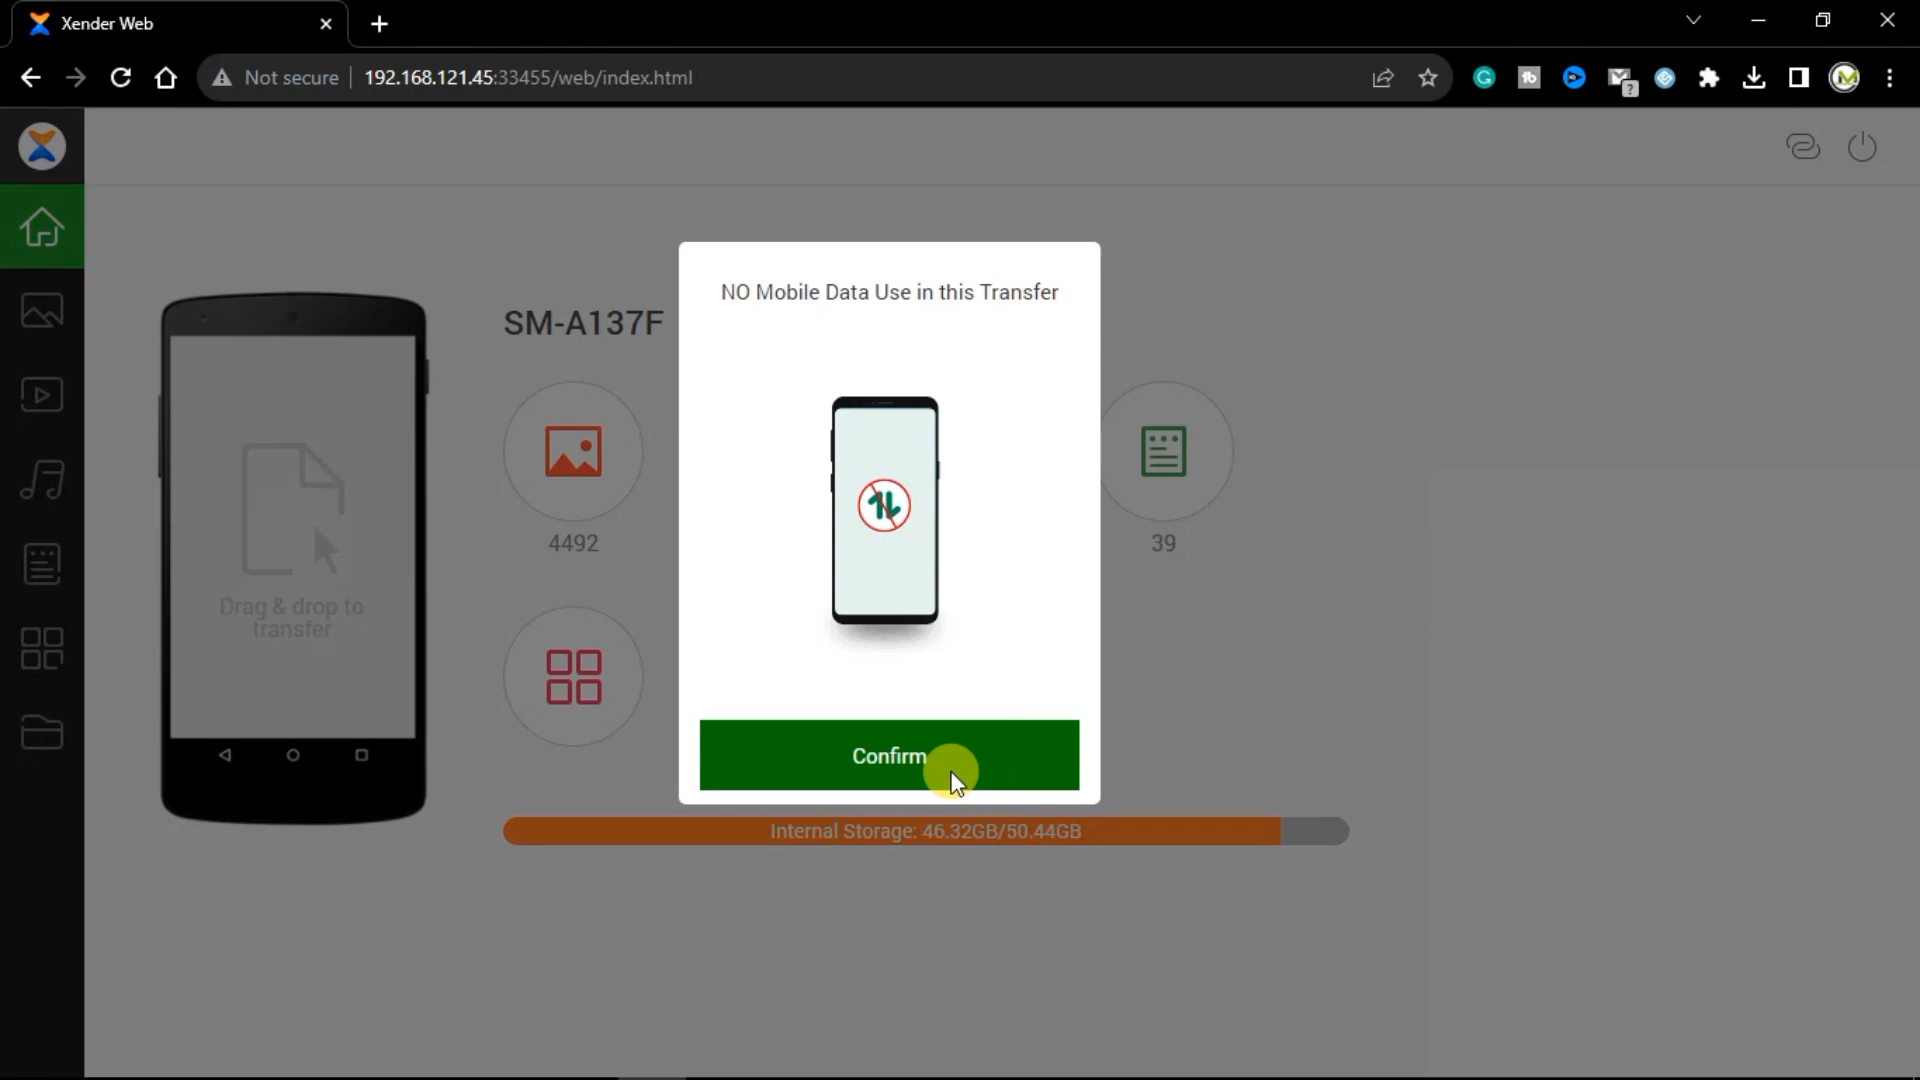 Xender Web
Not secure
192.168.121.45:33455/web/index.html
?
NO Mobile Data Use in this Transfer
SM-A137F
4492
39
Drag & drop to
transfer
Confirm
Internal Storage: 46.32GB/50.44GB